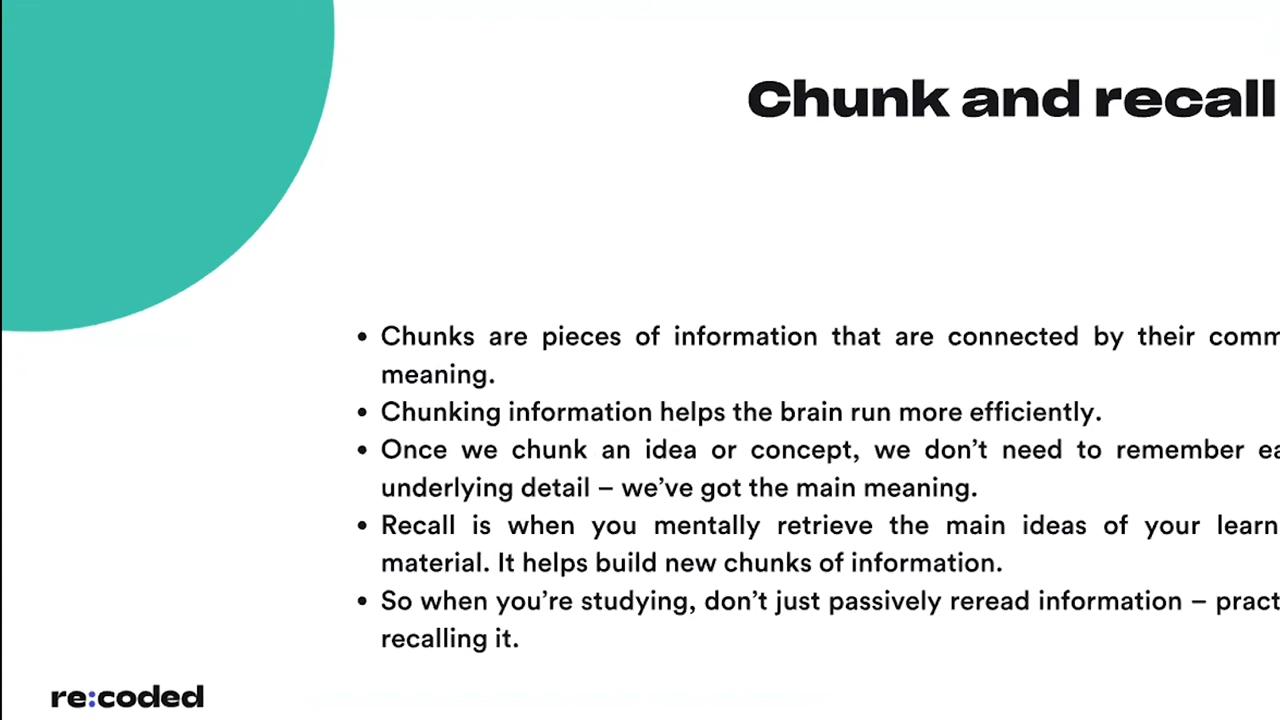 Chunk and recall
• Chunks are pieces of information that are connected by their comm
meaning.
• Chunking information helps the brain run more efficiently.
• Once we chunk an idea or concept, we don’t need to remember ea
underlying detail – we’ve got the main meaning.
• Recall is when you mentally retrieve the main ideas of your learn
material. It helps build new chunks of information.
• So when you’re studying, don’t just passively reread information – pract
recalling it.
re:coded